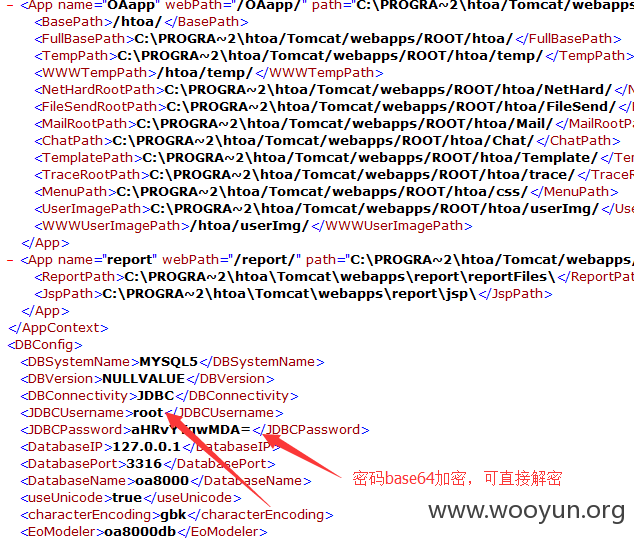 – <App name="OAapp" webPath="/OAapp/" path="C:\PROGRA~2\htoa/Tomcat/webapps
<BasePath>/htoa/</BasePath>
<FullBasePath>C:\PROGRA~2\htoa/Tomcat/webapps/ROOT/htoa/</FullBasePath>
<TempPath>C:\PROGRA~2\htoa/Tomcat/webapps/ROOT/htoa/temp/</TempPath>
<WWWTempPath>/htoa/temp/</WWWTempPath>
<NetHardRootPath>C:\PROGRA~2\htoa/Tomcat/webapps/ROOT/htoa/NetHard/</N
<FileSendRootPath>C:\PROGRA~2\htoa/Tomcat/webapps/ROOT/htoa/FileSend/</
<MailRootPath>C:\PROGRA~2\htoa/Tomcat/webapps/ROOT/htoa/Mail/</MailRootPa
<ChatPath>C:\PROGRA~2\htoa/Tomcat/webapps/ROOT/htoa/Chat/</ChatPath>
<TemplatePath>C:\PROGRA~2\htoa/Tomcat/webapps/ROOT/htoa/Template/</Tem
<TraceRootPath>C:\PROGRA~2\htoa/Tomcat/webapps/ROOT/htoa/trace/</TraceR
<MenuPath>C:\PROGRA~2\htoa/Tomcat/webapps/ROOT/htoa/css/</MenuPath>
<UserImagePath>C:\PROGRA~2\htoa/Tomcat/webapps/ROOT/htoa/userImg/</Use
<WWWUserImagePath>/htoa/userImg/</WWWUserImagePath>
</App>
– <App name="report" webPath="/report/" path="C:\PROGRA~2\htoa/Tomcat/webapps/
<ReportPath>C:\PROGRA~2\htoa\Tomcat\webapps\report\reportFiles\</ReportPath
<JspPath>C:\PROGRA~2\htoa\Tomcat\webapps\report\jsp\</JspPath>
</App>
</AppContext>
<DBConfig>
<DBSystemName>MYSQL5</DBSystemName>
<DBVersion>NULLVALUE</DBVersion>
<DBConnectivity>JDBC</DBConnectivity>
<JDBCUsername>root</JDBCUsername>
</JDBCPassword>
<DatabaseIP>127.0.0.1</DatabaseIP>
<DatabasePort>3316</DatabasePort>
<DatabaseName>oa8000</DatabaseName>
<useUnicode>true</useUnicode>
<characterEncoding>gbk</characterEncoding>
<EoModeler>oa8000db</EoModeler>
密码base64加密，可直接解密
www.wooyun.org